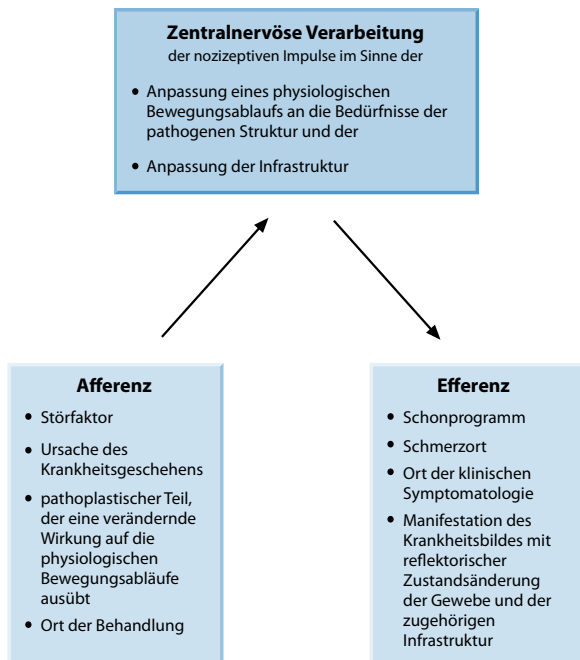 Zentralnervöse Verarbeitung
der nozizeptiven Impulse im Sinne der
• Anpassung eines physiologischen
Bewegungsablaufs an die Bedürfnisse der
pathogenen Struktur und der
• Anpassung der Infrastruktur
Afferenz
• Störfaktor
• Ursache des
Krankheitsgeschehens
• pathoplastischer Teil,
der eine verändernde
Wirkung auf die
physiologischen
Bewegungsabläufe
ausübt
• Ort der Behandlung
Efferenz
• Schonprogramm
• Schmerzort
• Ort der klinischen
Symptomatologie
• Manifestation des
Krankheitsbildes mit
reflektorischer
Zustandsänderung
der Gewebe und der
zugehörigen
Infrastruktur